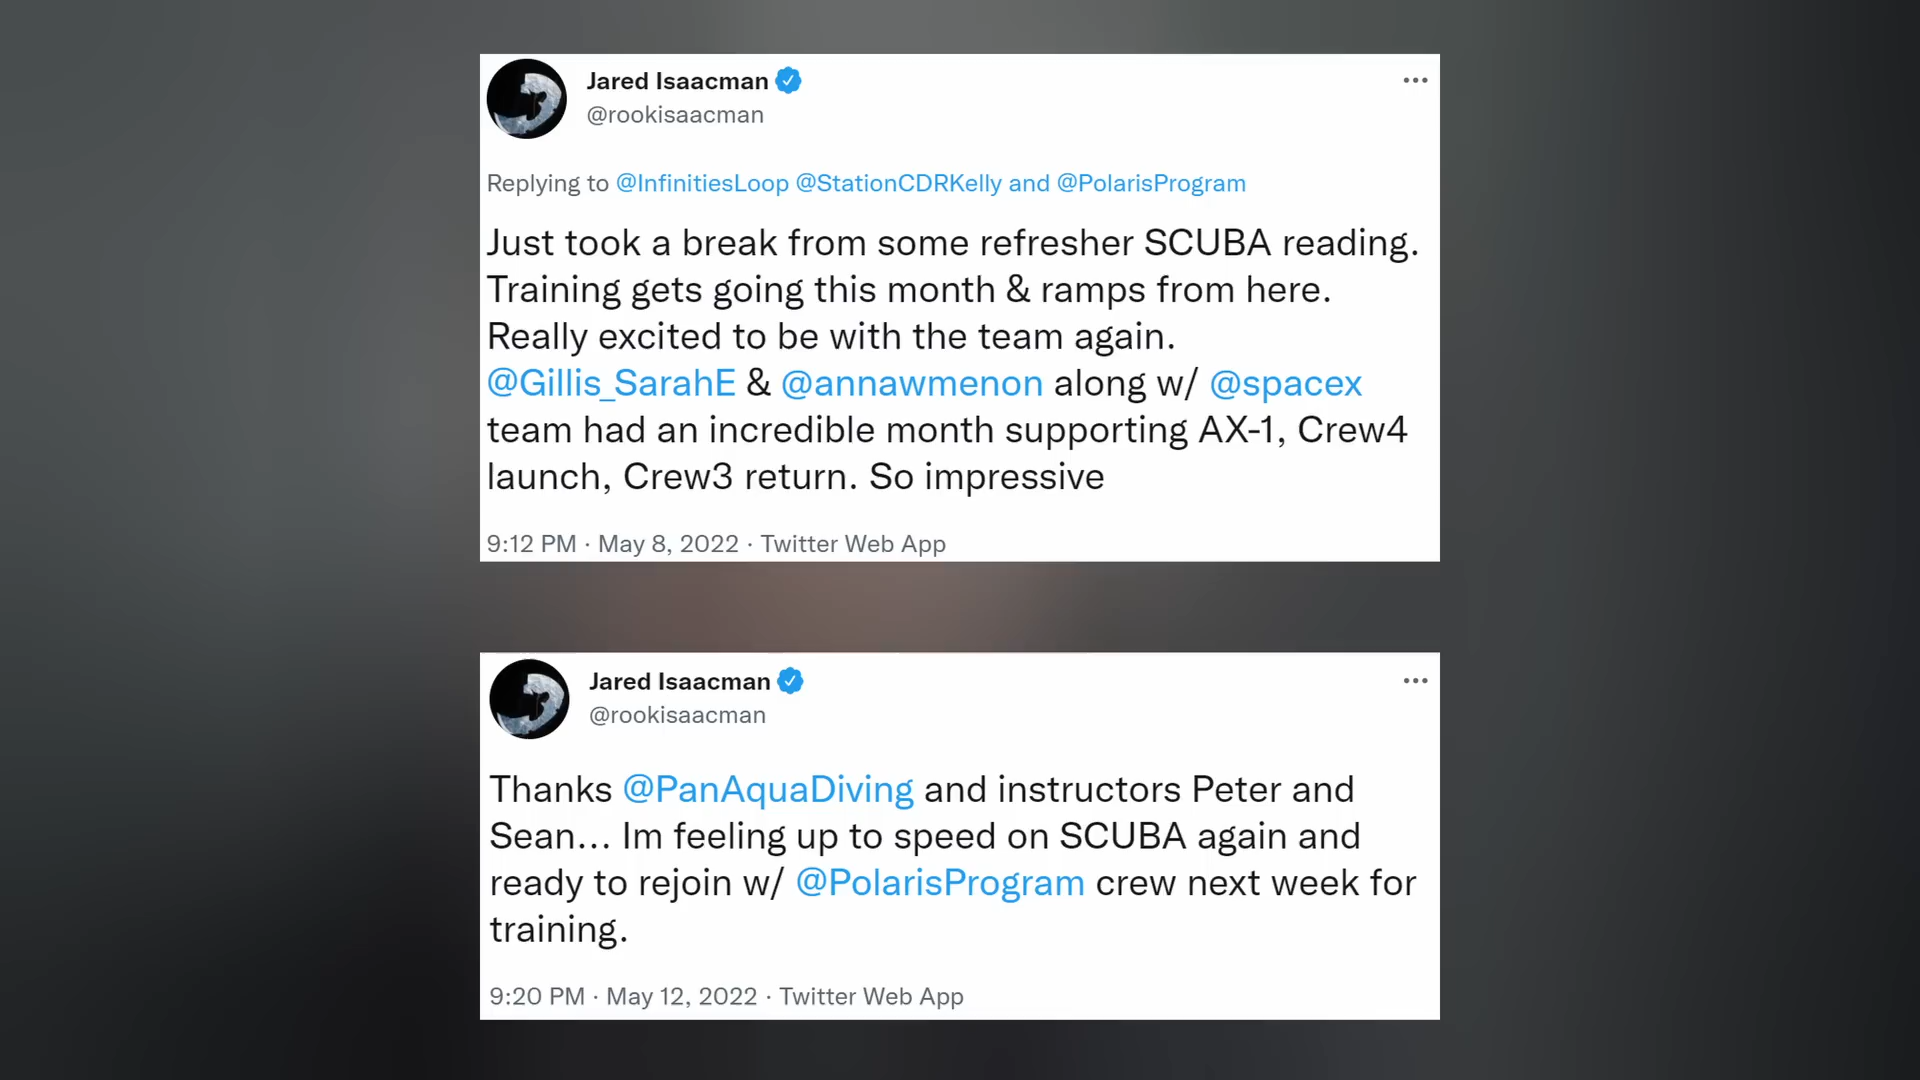 Jared Isaacman
@rookisaacman
Replying to @InfinitiesLoop @StationCDRKelly and @PolarisProgram
Just took a break from some refresher SCUBA reading.
Training gets going this month & ramps from here.
Really excited to be with the team again.
@Gillis_SarahE & @annawmenon along w/ @spacex
team had an incredible month supporting AX-1, Crew4
launch, Crew3 return. So impressive
9:12 PM · May 8, 2022 · Twitter Web App
Jared Isaacman
@rookisaacman
Thanks @PanAquaDiving and instructors Peter and
Sean... Im feeling up to speed on SCUBA again and
ready to rejoin w/ @PolarisProgram crew next week for
training.
9:20 PM · May 12, 2022 · Twitter Web App